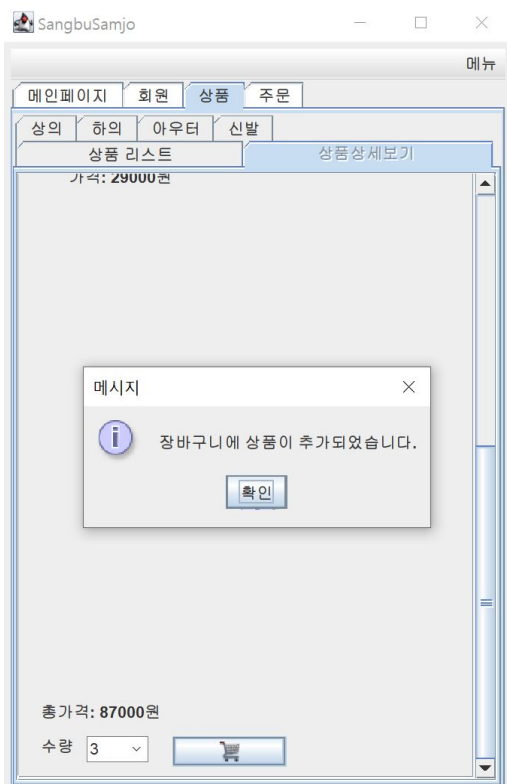 SangbuSamjo
메뉴
메인페이지 회원 상품 주문
상의 하의 아우터 신발
상품 리스트 상품상세보기
가격: 29000원
메시지
장바구니에 상품이 추가되었습니다.
확인
총가격: 87000원
수량 3